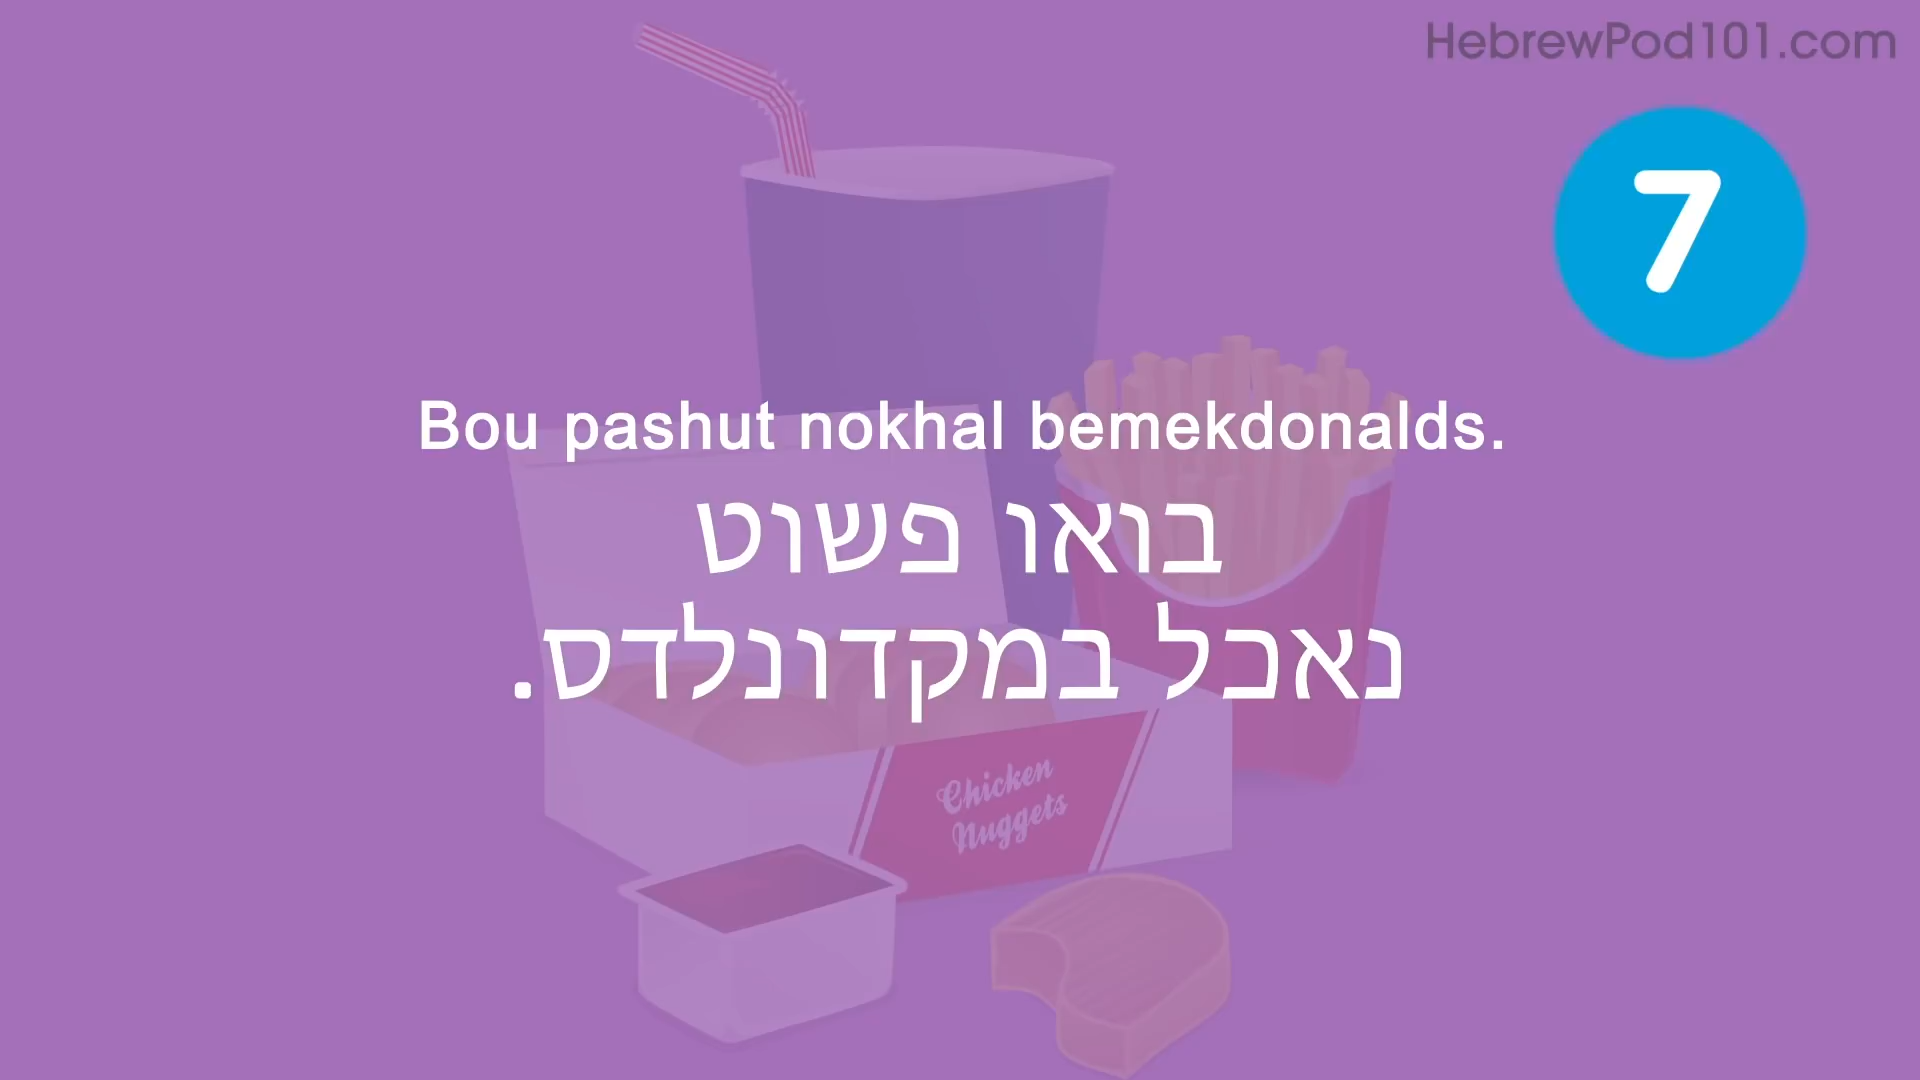 HebrewPod101.com
7
Bou pashut nokhal bemekdonalds.
בואו פשוט
נאכל במקדונלדס.
Chicken
Nuggets